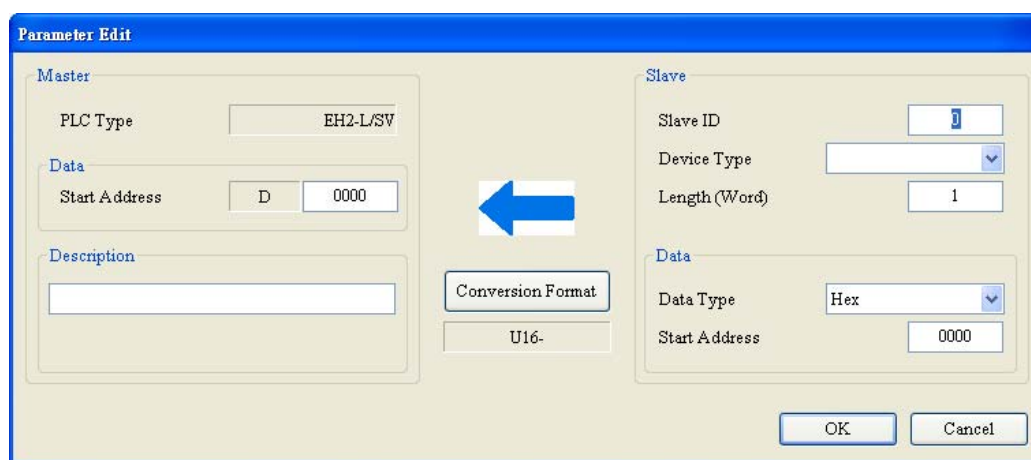 Parameter Edit
Master
PLC Type EH2-L/SV
Data
Start Address D 0000
Description
Conversion Format
U16-
Slave
Slave ID 0
Device Type
Length (Word) 1
Data
Data Type Hex
Start Address 0000
OK Cancel